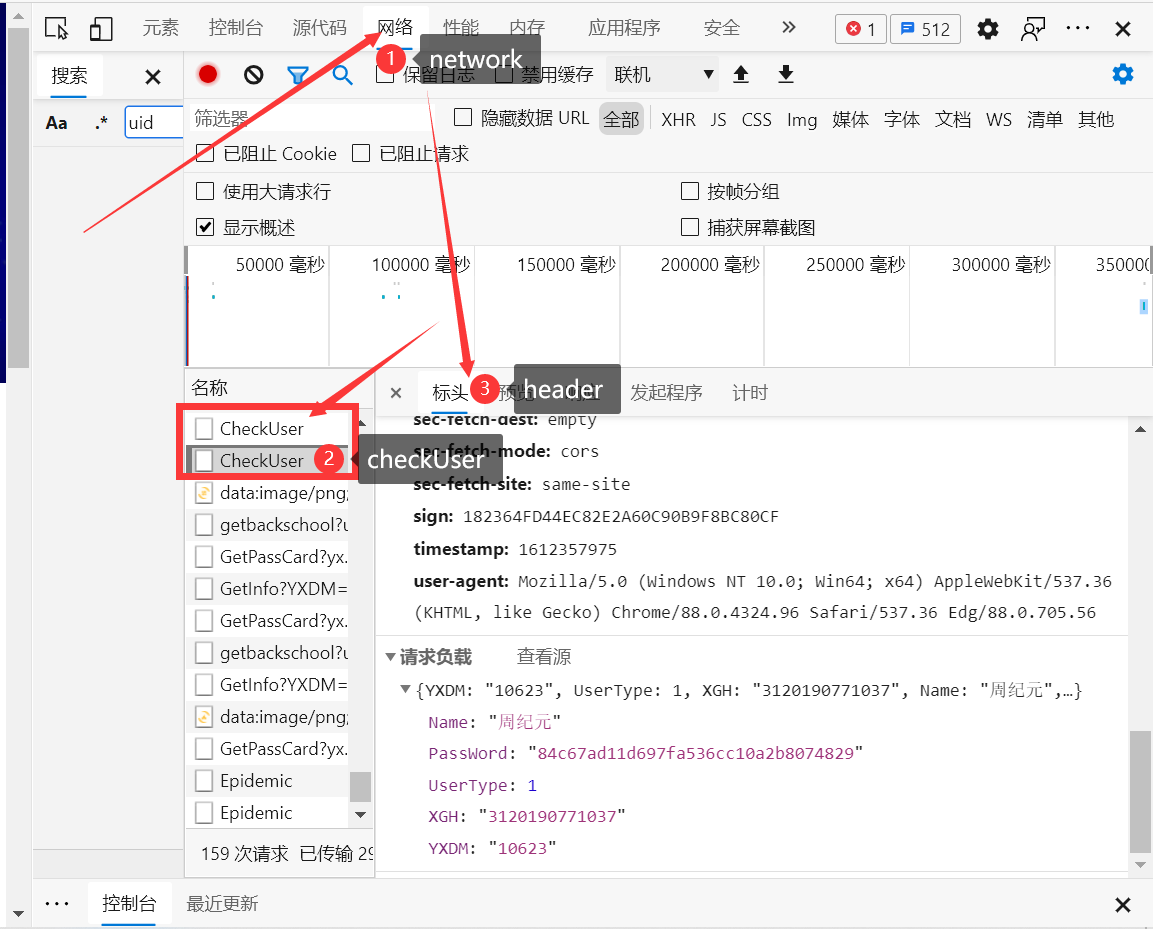 元素 控制台 源代码 网络 性能 内存 应用程序 安全 1 512
搜索
1 network
保留日志 禁用缓存 联机
Aa .* uid
筛选器 隐藏数据 URL 全部 XHR JS CSS Img 媒体 字体 文档 WS 清单 其他
已阻止 Cookie 已阻止请求
使用大请求行 按帧分组
显示概述 捕获屏幕截图
50000 毫秒 100000 毫秒 150000 毫秒 200000 毫秒 250000 毫秒 300000 毫秒 35000
名称
标头 3 预览 header 发起程序 计时
CheckUser
CheckUser 2 checkUser
data:image/png;
getbackschool?u
GetPassCard?yx.
GetInfo?YXDM=
GetPassCard?yx.
getbackschool?u
GetInfo?YXDM=
data:image/png;
GetPassCard?yx.
Epidemic
Epidemic
159 次请求 已传输 29
sec-fetch-dest: empty
sec-fetch-mode: cors
sec-fetch-site: same-site
sign: 182364FD44EC82E2A60C90B9F8BC80CF
timestamp: 1612357975
user-agent: Mozilla/5.0 (Windows NT 10.0; Win64; x64) AppleWebKit/537.36
(KHTML, like Gecko) Chrome/88.0.4324.96 Safari/537.36 Edg/88.0.705.56
请求负载 查看源
{YXDM: "10623", UserType: 1, XGH: "3120190771037", Name: "周纪元",…}
Name: "周纪元"
PassWord: "84c67ad11d697fa536cc10a2b8074829"
UserType: 1
XGH: "3120190771037"
YXDM: "10623"
控制台 最近更新